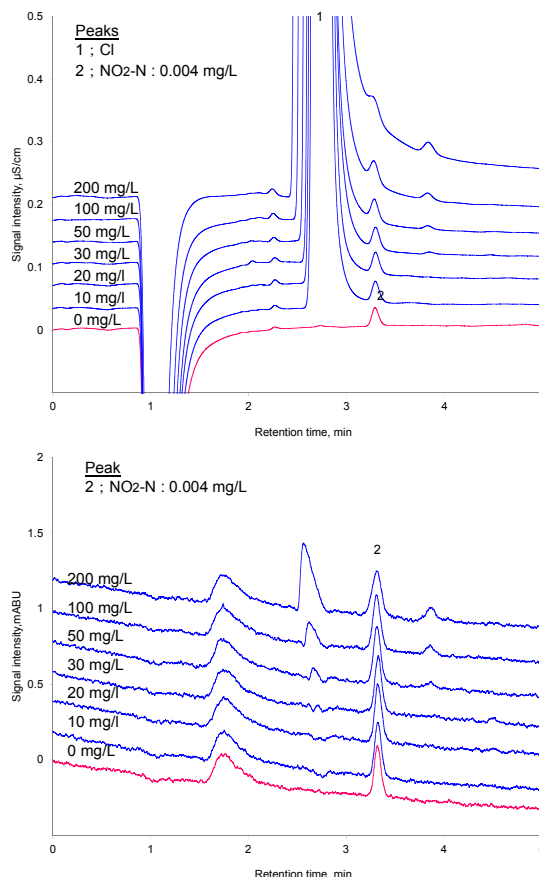 0.5
Peaks
1 ; Cl
2 ; NO2-N : 0.004 mg/L
1
0.4
0.3
0.2
0.1
0
Signal intensity, µS/cm
200 mg/L
100 mg/L
50 mg/L
30 mg/L
20 mg/l
10 mg/l
0 mg/L
2
0 1 2 3 4
Retention time, min
2
Peak
2 ; NO2-N : 0.004 mg/L
1.5
1
0.5
0
Signal intensity,mABU
2
200 mg/L
100 mg/L
50 mg/L
30 mg/L
20 mg/l
10 mg/l
0 mg/L
0 1 2 3 4 5
Retention time, min